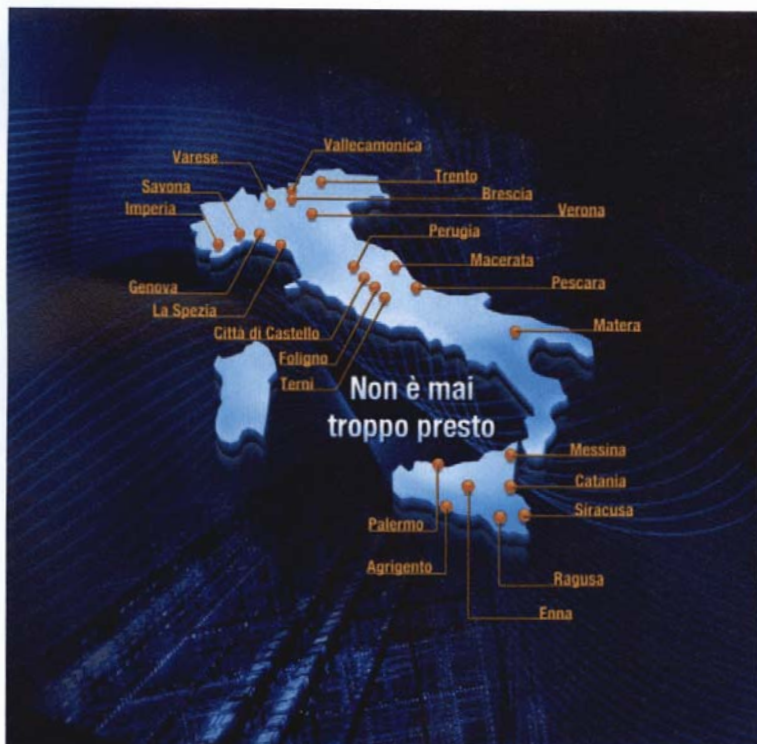 Vallecamonica
Varese
Trento
Savona
Brescia
Imperia
Verona
Perugia
Macerata
Genova
Pescara
La Spezia
Città di Castello
Matera
Foligno
Terni
Non è mai
troppo presto
Messina
Catania
Siracusa
Palermo
Agrigento
Ragusa
Enna